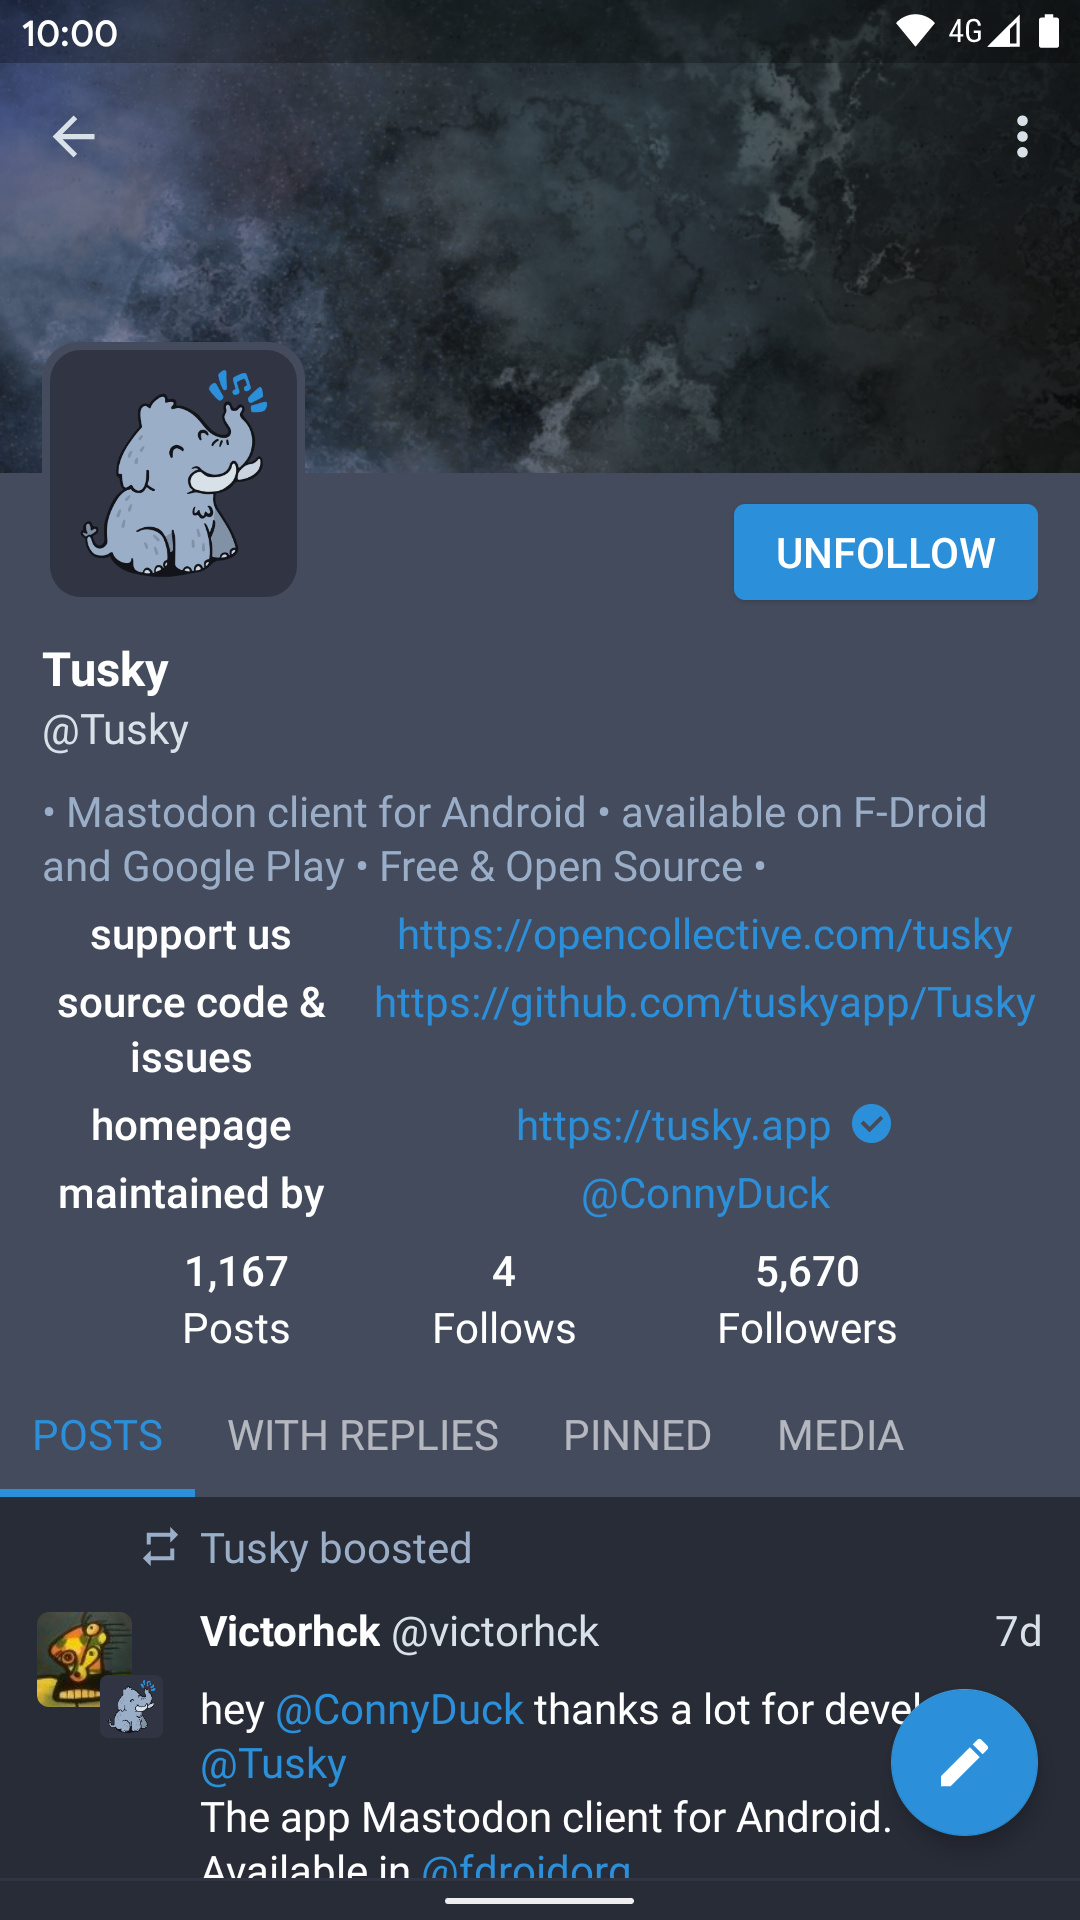 10:00
4G
UNFOLLOW
Tusky
@Tusky
• Mastodon client for Android • available on F-Droid
and Google Play • Free & Open Source •
support us https://opencollective.com/tusky
source code & https://github.com/tuskyapp/Tusky
issues
homepage https://tusky.app
maintained by @ConnyDuck
1,167 4 5,670
Posts Follows Followers
POSTS WITH REPLIES PINNED MEDIA
Tusky boosted
Victorhck @victorhck 7d
hey @ConnyDuck thanks a lot for devel
@Tusky
The app Mastodon client for Android.
Available in @fdroidorg